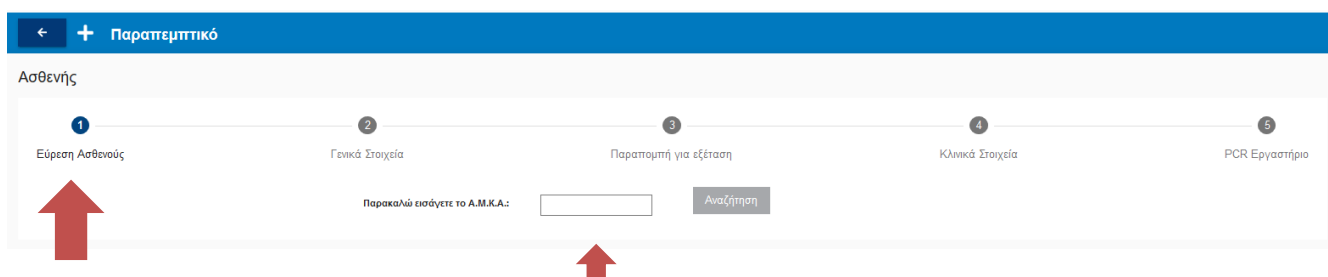 Παραπεμπτικό
Ασθενής
1 2 3 4 5
Εύρεση Ασθενούς Γενικά Στοιχεία Παραπομπή για εξέταση Κλινικά Στοιχεία PCR Εργαστήριο
Παρακαλώ εισάγετε το Α.Μ.Κ.Α.: Αναζήτηση